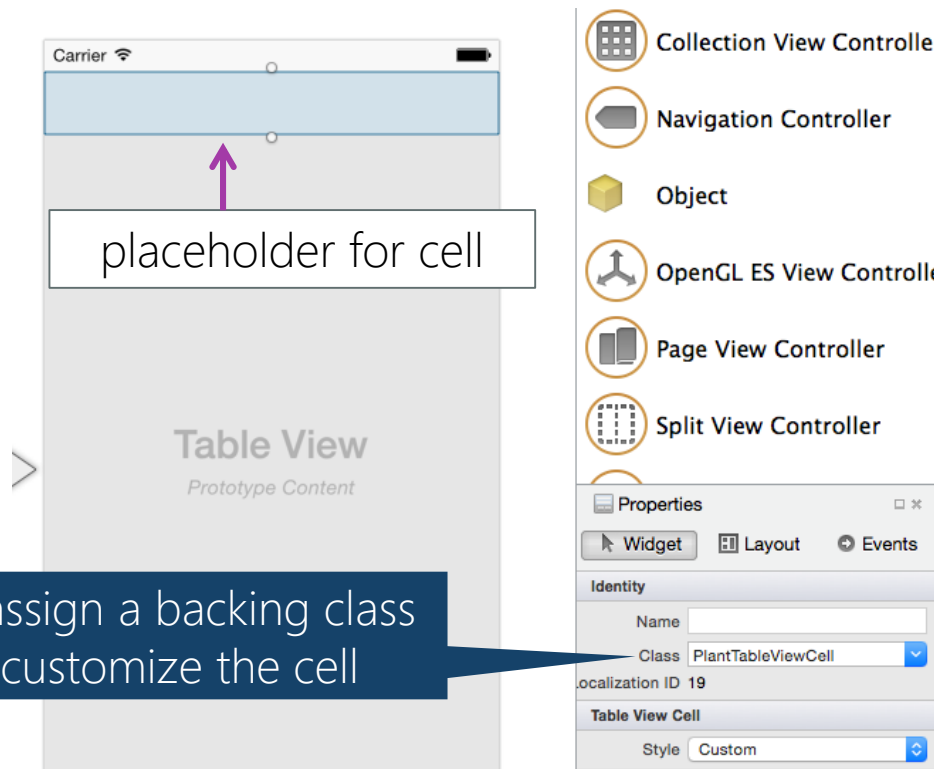 Carrier
placeholder for cell
Table View
Prototype Content
assign a backing class
customize the cell
Collection View Controlle
Navigation Controller
Object
OpenGL ES View Controlle
Page View Controller
Split View Controller
Properties
Widget Layout Events
Identity
Name
Class PlantTableViewCell
ocalization ID 19
Table View Cell
Style Custom